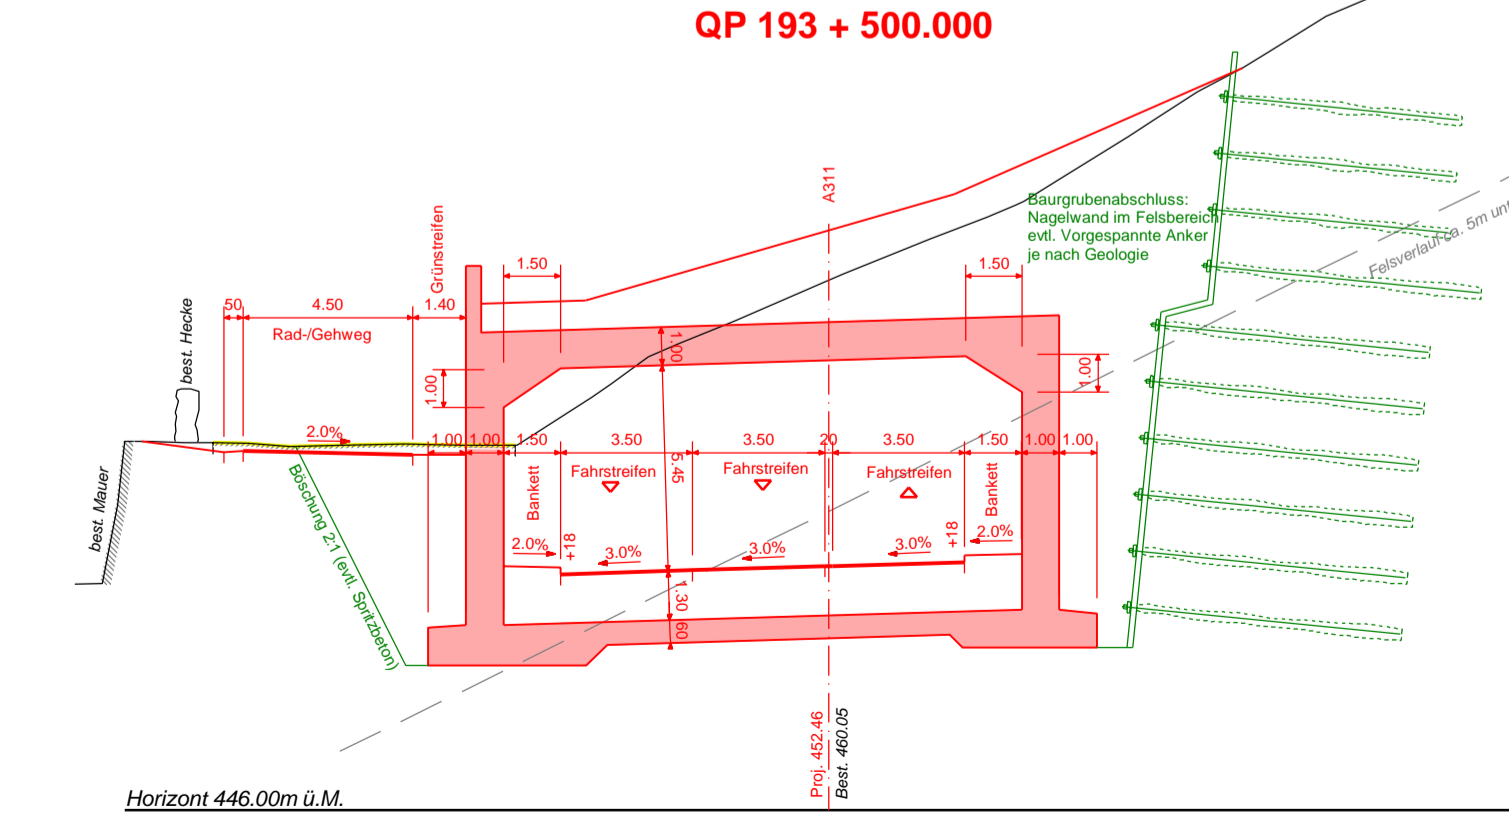 QP 193 + 500.000
A311
Baurgrubenabschluss:
Nagelwand im Felsbereich
evtl. Vorgespannte Anker
je nach Geologie
Felsverlauf ca. 5m unt
Grünstreifen
1.50
1.50
50
4.50
1.40
Rad-/Gehweg
best. Hecke
1.00
1.00
1.00
2.0%
1.00
1.00
1.50
3.50
3.50
20
3.50
1.50
1.00
1.00
5.45
Bankett
Fahrstreifen
Fahrstreifen
Fahrstreifen
Bankett
best. Mauer
Böschung 2:1 (evtl. Spritzbeton)
2.0%
+18
3.0%
3.0%
3.0%
+18
2.0%
1.30
60
Proj. 452.46
Best. 460.05
Horizont 446.00m ü.M.